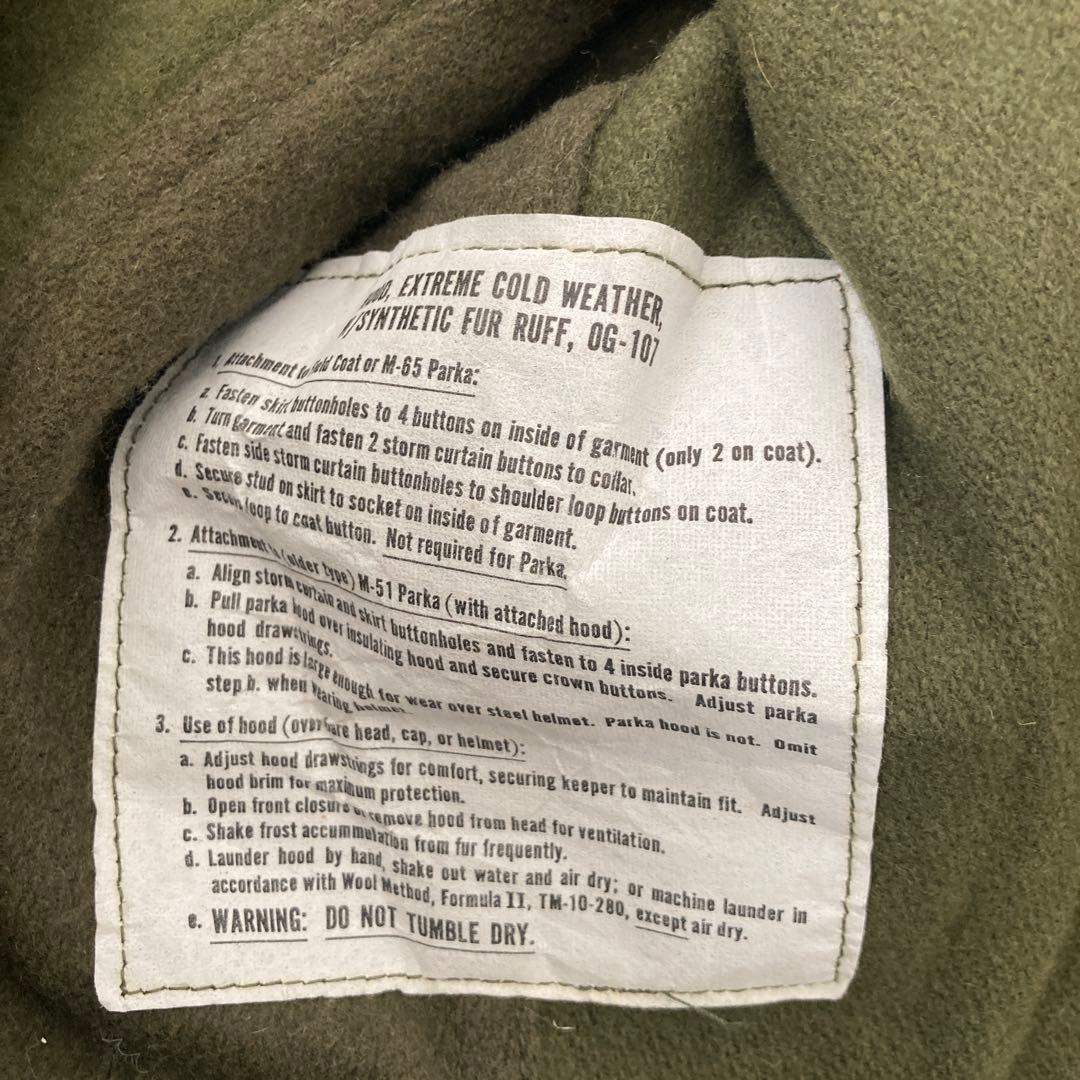 HOOD, EXTREME COLD WEATHER,
W/SYNTHETIC FUR RUFF, OG-107
1. Attachment to Field Coat or M-65 Parka:
a. Fasten skirt buttonholes to 4 buttons on inside of garment (only 2 on coat).
b. Turn garment and fasten 2 storm curtain buttons to collar.
c. Fasten side storm curtain buttonholes to shoulder loop buttons on coat.
d. Secure stud on skirt to socket on inside of garment.
e. Secure loop to coat button. Not required for Parka.
2. Attachment to (older type) M-51 Parka (with attached hood):
a. Align storm curtain and skirt buttonholes and fasten to 4 inside parka buttons.
b. Pull parka hood over insulating hood and secure crown buttons. Adjust parka
hood drawstrings.
c. This hood is large enough for wear over steel helmet. Parka hood is not. Omit
step b. when wearing helmet.
3. Use of hood (over bare head, cap, or helmet):
a. Adjust hood drawstrings for comfort, securing keeper to maintain fit. Adjust
hood brim for maximum protection.
b. Open front closure or remove hood from head for ventilation.
c. Shake frost accummulation from fur frequently.
d. Launder hood by hand, shake out water and air dry; or machine launder in
accordance with Wool Method, Formula II, TM-10-280, except air dry.
e. WARNING: DO NOT TUMBLE DRY.